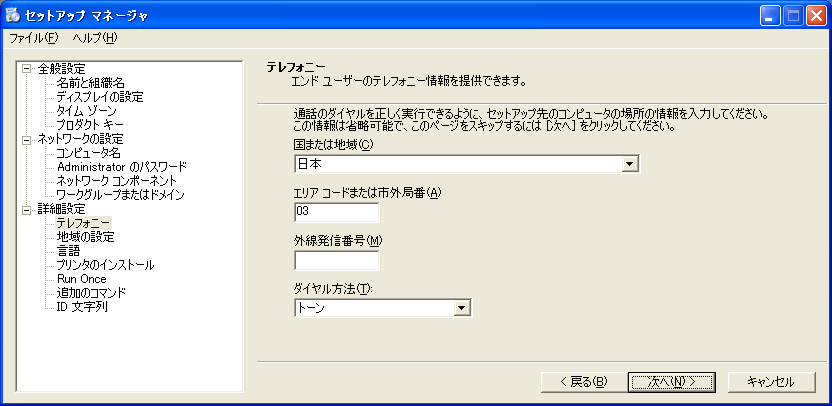 セットアップ マネージャ
ファイル(F) ヘルプ(H)
全般設定
名前と組織名
ディスプレイの設定
タイム ゾーン
プロダクト キー
ネットワークの設定
コンピュータ名
Administrator のパスワード
ネットワーク コンポーネント
ワークグループまたはドメイン
詳細設定
テレフォニー
地域の設定
言語
プリンタのインストール
Run Once
追加のコマンド
ID 文字列
テレフォニー
エンド ユーザーのテレフォニー情報を提供できます。
通話のダイヤルを正しく実行できるように、セットアップ先のコンピュータの場所の情報を入力してください。
この情報は省略可能で、このページをスキップするには [次へ] をクリックしてください。
国または地域(C)
日本
エリア コードまたは市外局番(A)
03
外線発信番号(M)
ダイヤル方法(T):
トーン
< 戻る(B) 次へ(N) > キャンセル